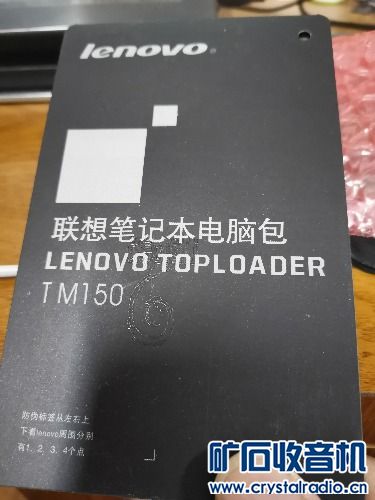 lenovo
联想笔记本电脑包
LENOVO TOPLOADER
TM150
防伪标签从左右上
下看lenovo周围分别
有1、2、3、4个点
矿石收音机
www.crystalradio.cn